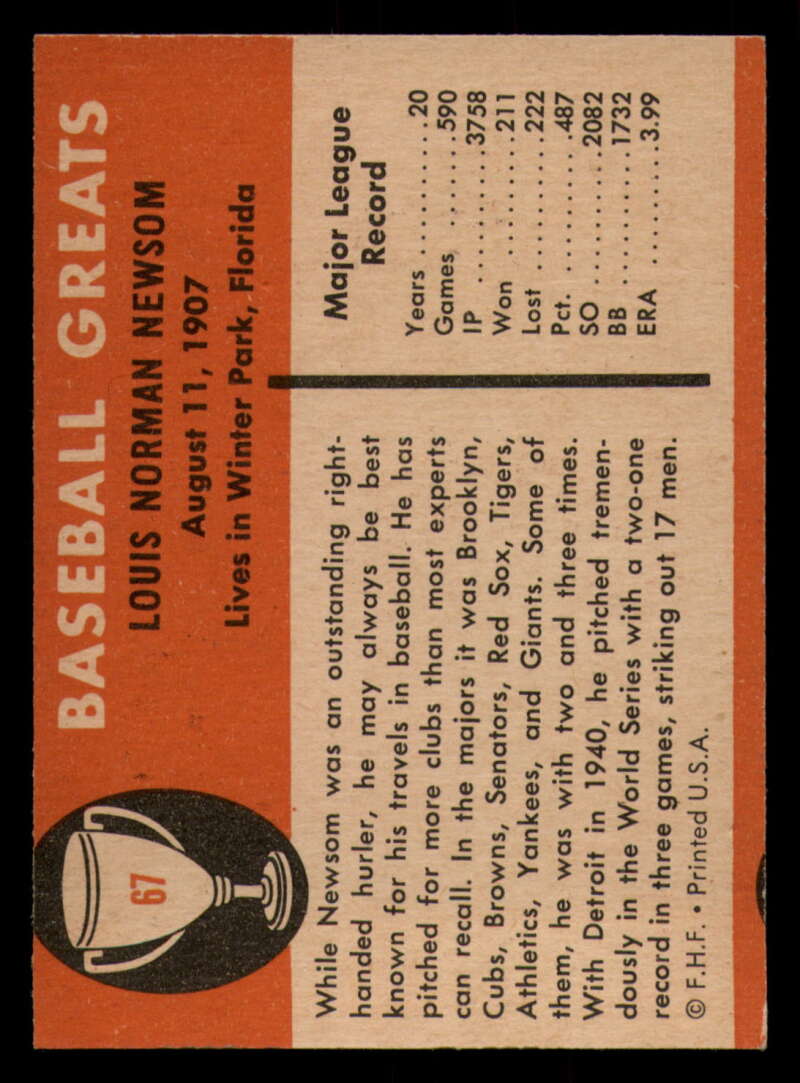 BASEBALL GREATS
LOUIS NORMAN NEWSOM
August 11, 1907
Lives in Winter Park, Florida
67
While Newsom was an outstanding right-
handed hurler, he may always be best
known for his travels in baseball. He has
pitched for more clubs than most experts
can recall. In the majors it was Brooklyn,
Cubs, Browns, Senators, Red Sox, Tigers,
Athletics, Yankees, and Giants. Some of
them, he was with two and three times.
With Detroit in 1940, he pitched tremen-
dously in the World Series with a two-one
record in three games, striking out 17 men.
© F.H.F. • Printed U.S.A.
Major League
Record
Years . . . . . . . . . 20
Games . . . . . . . 590
IP . . . . . . . . . . 3758
Won . . . . . . . . 211
Lost . . . . . . . . . 222
Pct. . . . . . . . . . .487
SO . . . . . . . . . 2082
BB . . . . . . . . . 1732
ERA . . . . . . . . 3.99